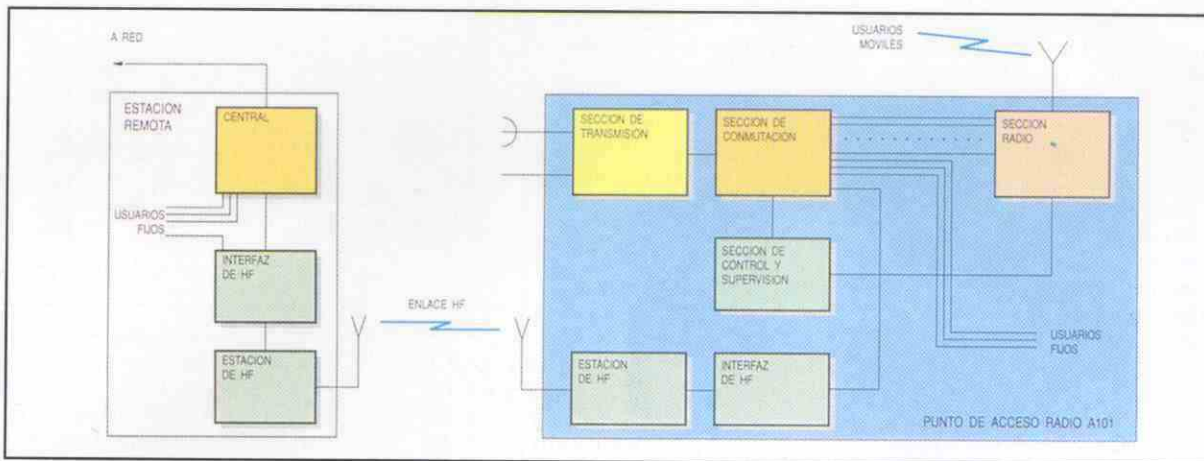 A RED
ESTACION
REMOTA
CENTRAL
USUARIOS
FIJOS
INTERFAZ
DE HF
ESTACION
DE HF
ENLACE HF
USUARIOS
MOVILES
SECCION DE
TRANSMISIÓN
SECCION DE
CONMUTACION
SECCION
RADIO
SECCION DE
CONTROL Y
SUPERVISION
USUARIOS
FIJOS
ESTACION
DE HF
INTERFAZ
DE HF
PUNTO DE ACCESO RADIO A101